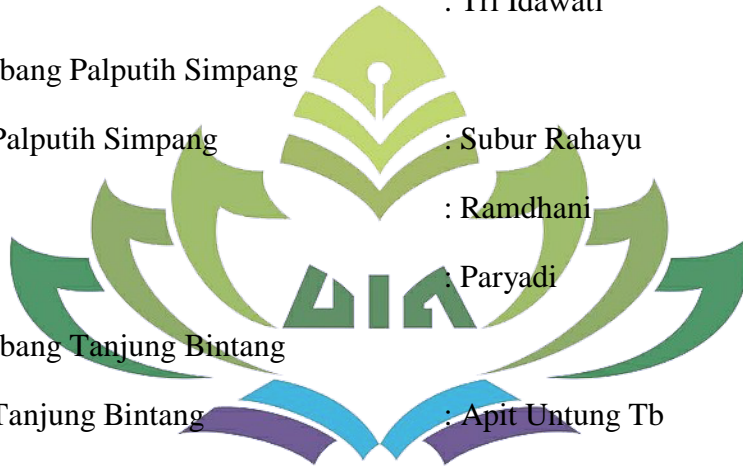 : Tri Idawati
bang Palputih Simpang
Palputih Simpang : Subur Rahayu
: Ramdhani
: Paryadi
UIN
bang Tanjung Bintang
Tanjung Bintang : Apit Untung Tb